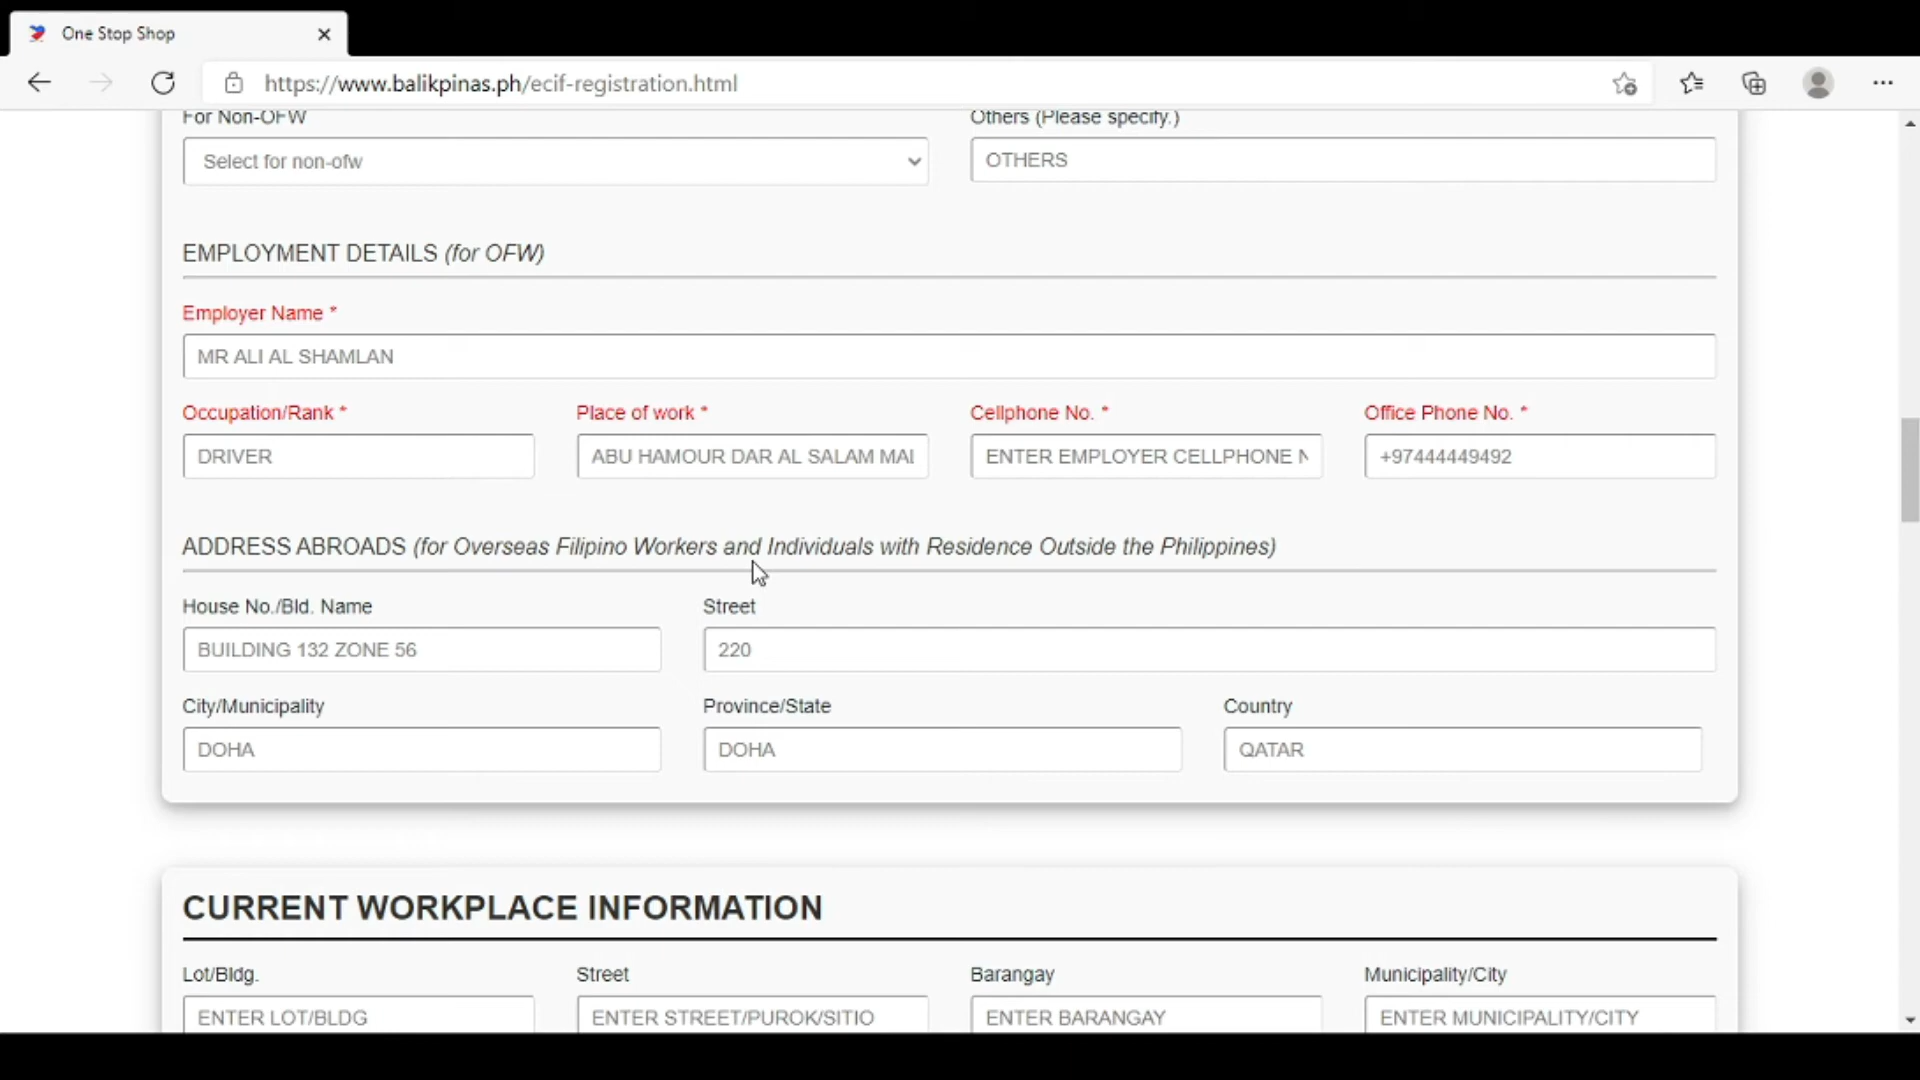 One Stop Shop
https://www.balikpinas.ph/ecif-registration.html
For Non-OFW Others (Please specify.)
Select for non-ofw OTHERS
EMPLOYMENT DETAILS (for OFW)
Employer Name *
MR ALI AL SHAMLAN
Occupation/Rank * Place of work * Cellphone No. * Office Phone No. *
DRIVER ABU HAMOUR DAR AL SALAM MAL ENTER EMPLOYER CELLPHONE N +97444449492
ADDRESS ABROADS (for Overseas Filipino Workers and Individuals with Residence Outside the Philippines)
House No./Bld. Name Street
BUILDING 132 ZONE 56 220
City/Municipality Province/State Country
DOHA DOHA QATAR
CURRENT WORKPLACE INFORMATION
Lot/Bldg. Street Barangay Municipality/City
ENTER LOT/BLDG ENTER STREET/PUROK/SITIO ENTER BARANGAY ENTER MUNICIPALITY/CITY